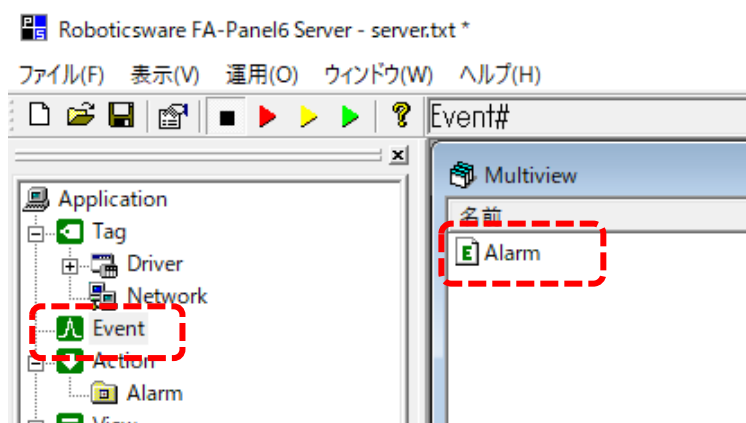 Roboticsware FA-Panel6 Server - server.txt *
ファイル(F) 表示(V) 運用(O) ウィンドウ(W) ヘルプ(H)
Event#
Multiview
名前
Alarm
Application
Tag
Driver
Network
Event
Action
Alarm
View